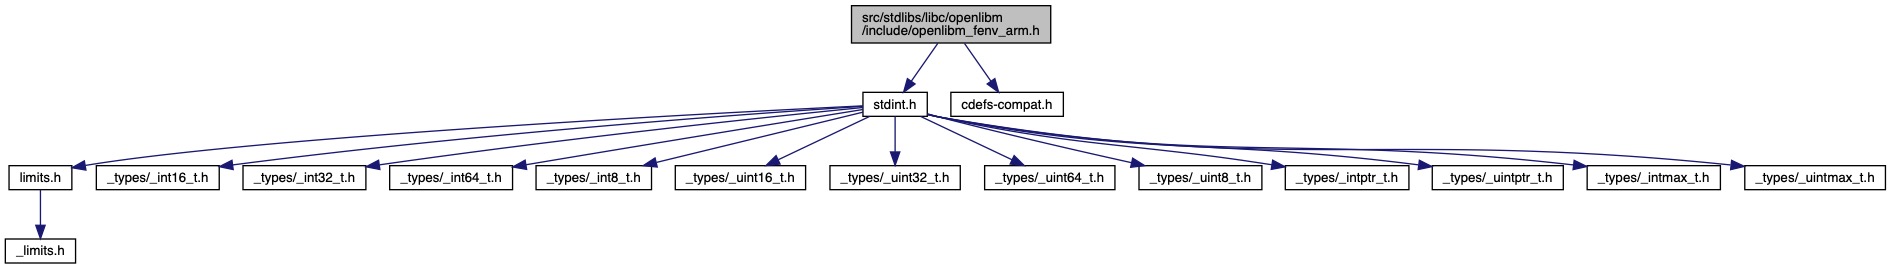 src/stdlibs/libc/openlibm
/include/openlibm_fenv_arm.h
stdint.h
cdefs-compat.h
limits.h
_types/_int16_t.h
_types/_int32_t.h
_types/_int64_t.h
_types/_int8_t.h
_types/_uint16_t.h
_types/_uint32_t.h
_types/_uint64_t.h
_types/_uint8_t.h
_types/_intptr_t.h
_types/_uintptr_t.h
_types/_intmax_t.h
_types/_uintmax_t.h
_limits.h